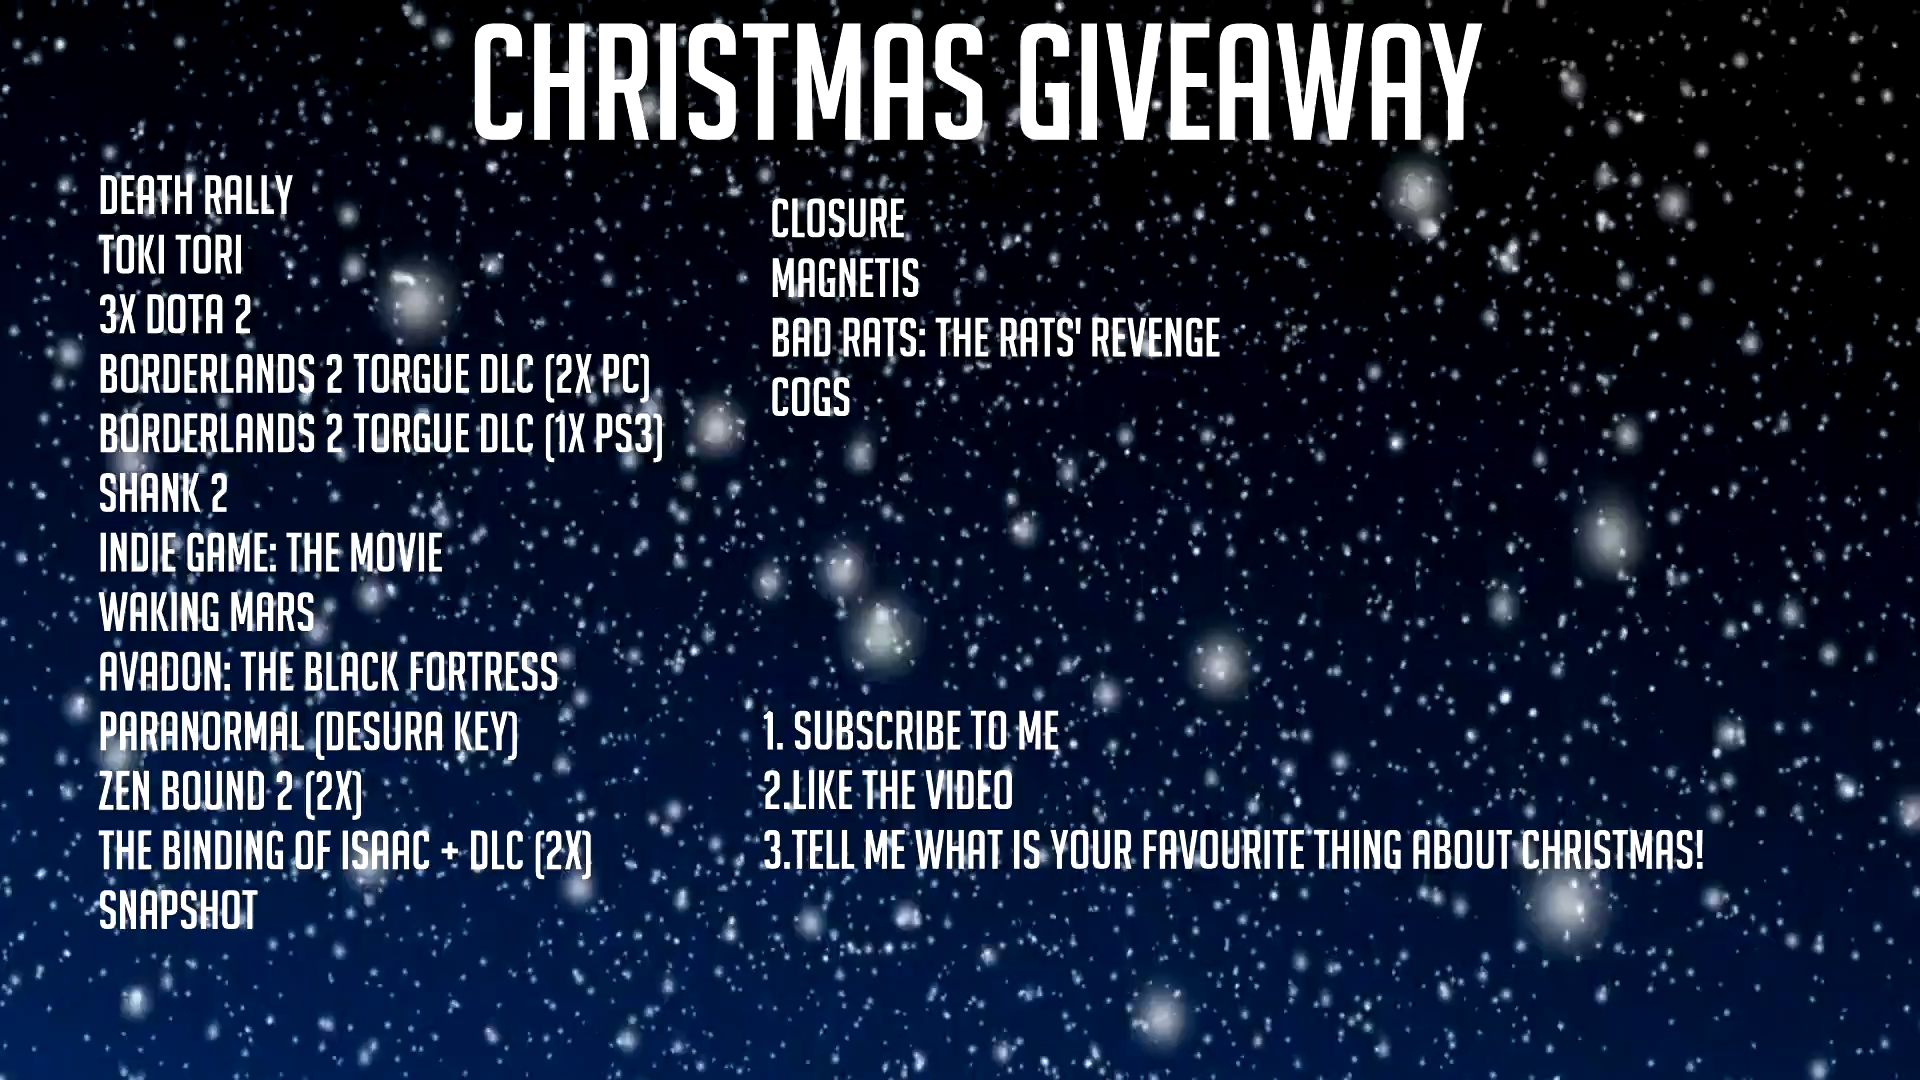 CHRISTMAS GIVEAWAY
DEATH RALLY
TOKI TORI
3X DOTA 2
BORDERLANDS 2 TORGUE DLC (2X PC)
BORDERLANDS 2 TORGUE DLC (1X PS3)
SHANK 2
INDIE GAME: THE MOVIE
WAKING MARS
AVADON: THE BLACK FORTRESS
PARANORMAL (DESURA KEY)
ZEN BOUND 2 (2X)
THE BINDING OF ISAAC + DLC (2X)
SNAPSHOT
CLOSURE
MAGNETIS
BAD RATS: THE RATS' REVENGE
COGS
1. SUBSCRIBE TO ME
2.LIKE THE VIDEO
3.TELL ME WHAT IS YOUR FAVOURITE THING ABOUT CHRISTMAS!